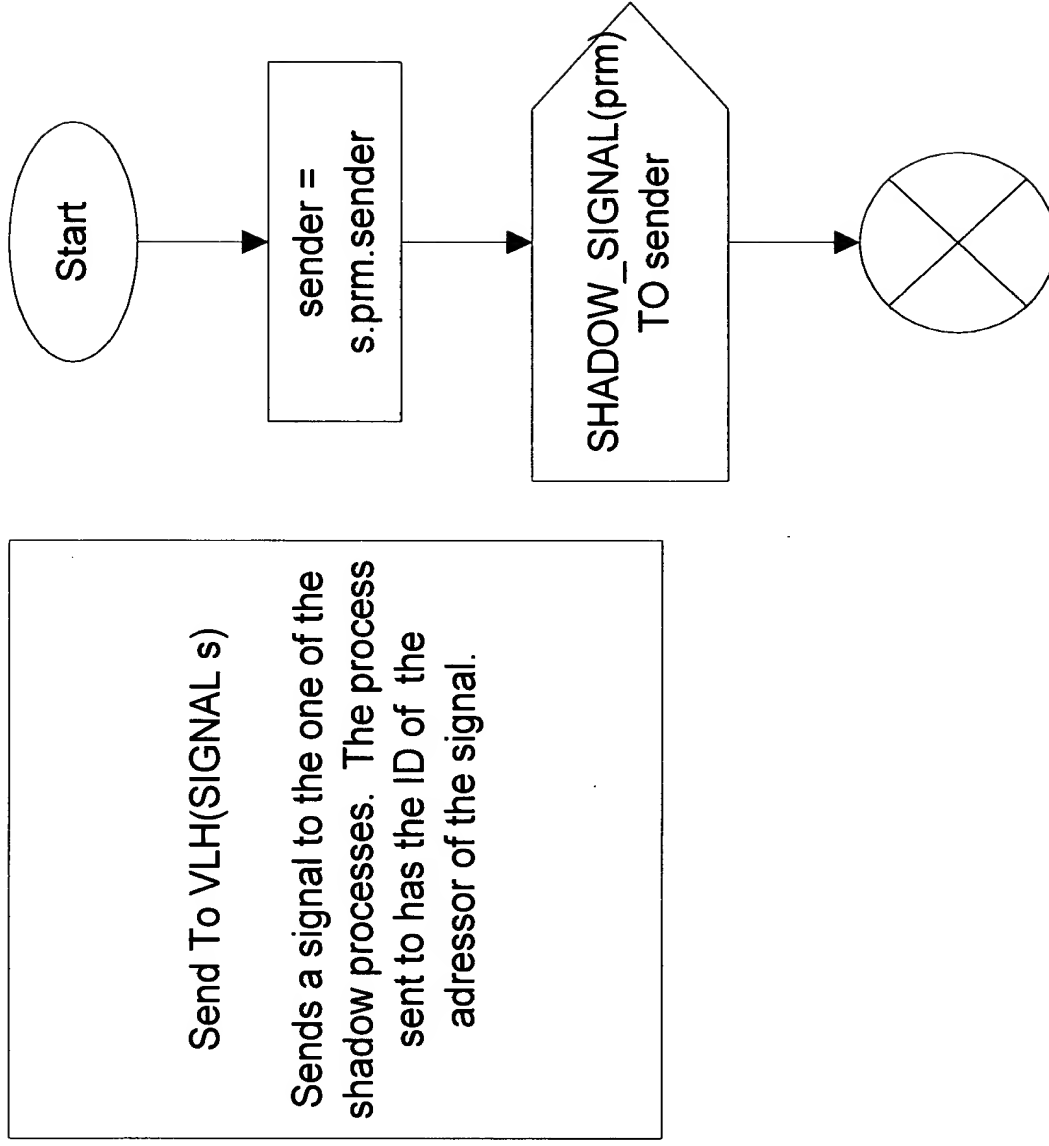 Send To VLH(SIGNAL s)
Sends a signal to the one of the
shadow processes. The process
sent to has the ID of the
adressor of the signal.
Start
sender =
s.prm.sender
SHADOW_SIGNAL(prm)
TO sender